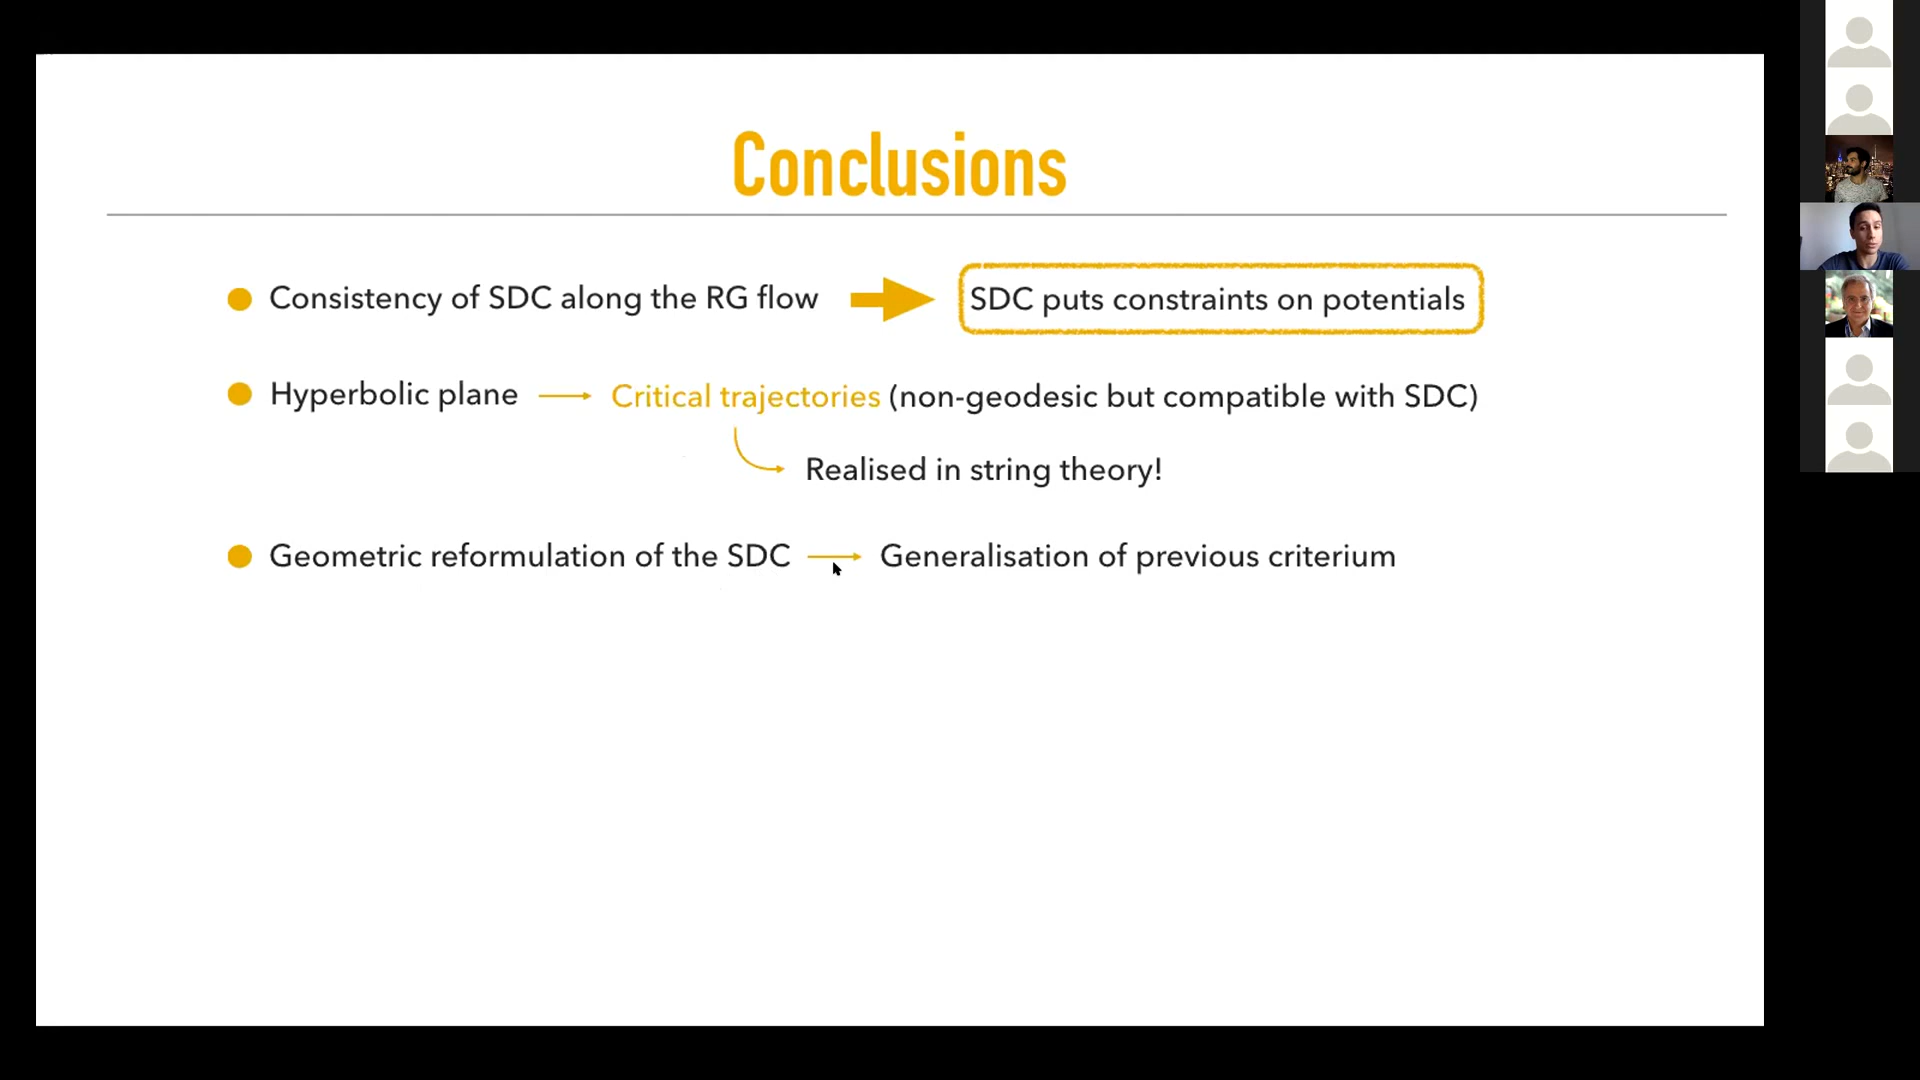 Conclusions
Consistency of SDC along the RG flow SDC puts constraints on potentials
Hyperbolic plane Critical trajectories (non-geodesic but compatible with SDC)
Realised in string theory!
Geometric reformulation of the SDC Generalisation of previous criterium